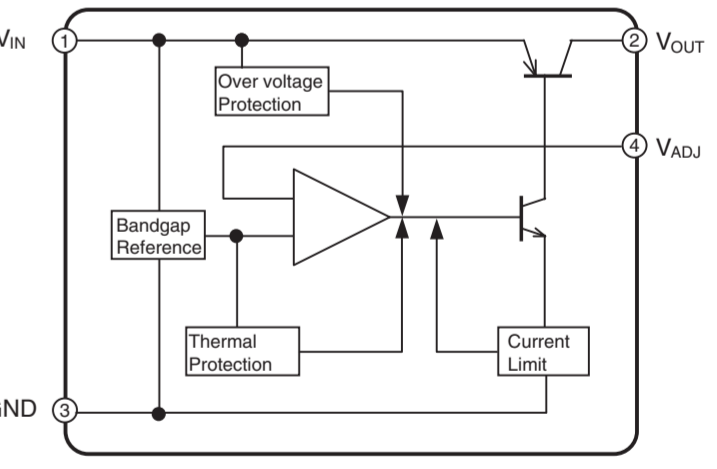 VIN
1
2
VOUT
Over voltage
Protection
4
VADJ
Bandgap
Reference
Thermal
Protection
Current
Limit
GND
3